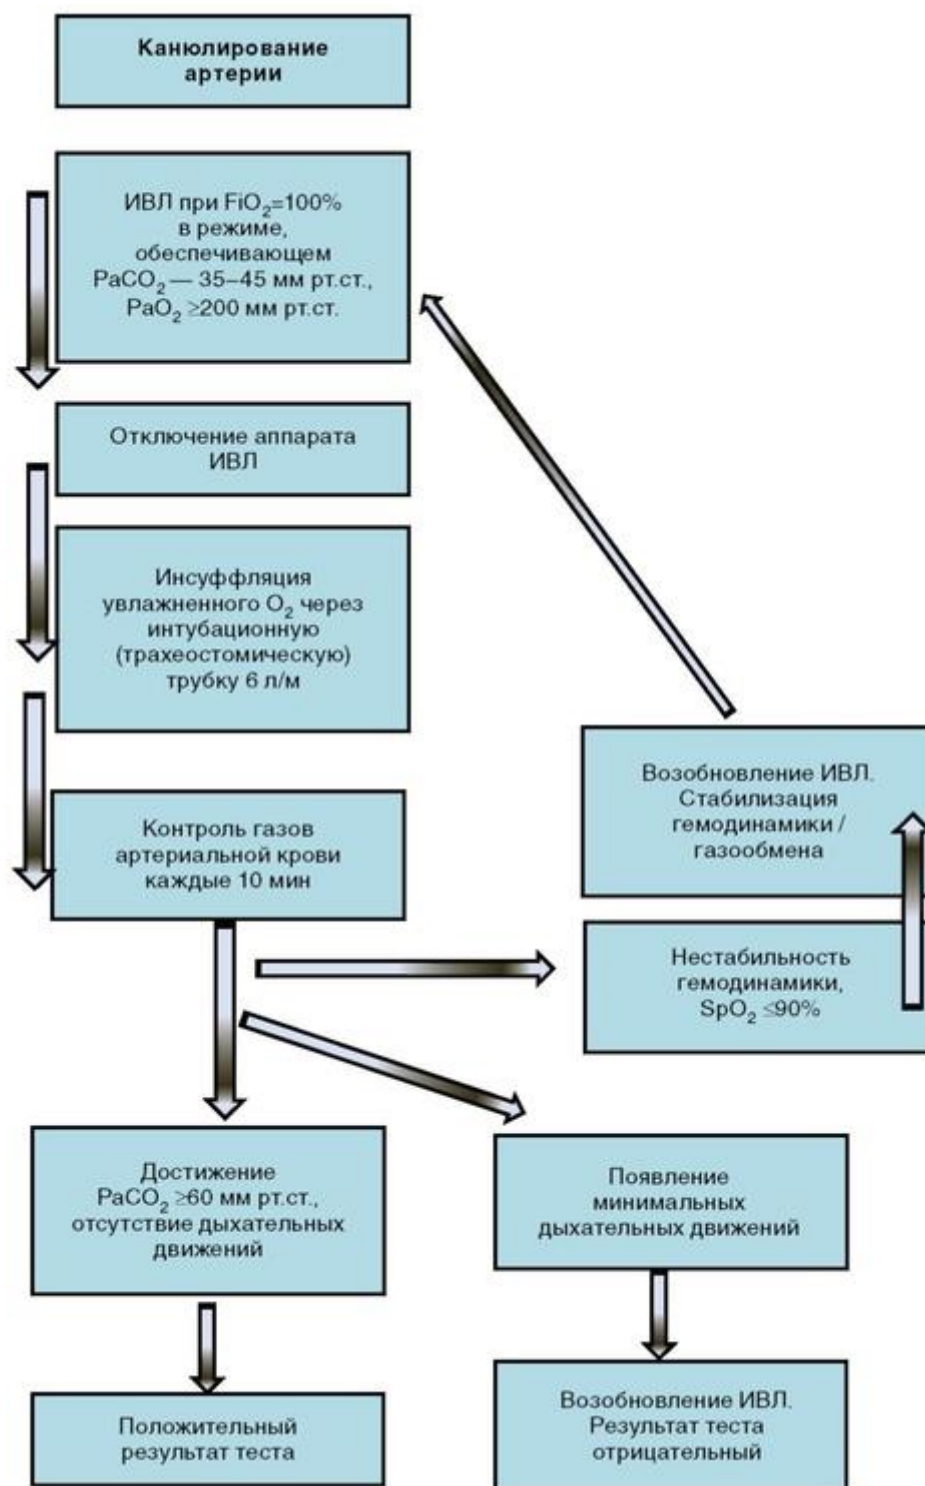 Канюлирование
артерии
ИВЛ при FiO₂=100%
в режиме,
обеспечивающем
PaCO₂ — 35–45 мм рт.ст.,
PaO₂ ≥200 мм рт.ст.
Отключение аппарата
ИВЛ
Инсуффляция
увлажненного O₂ через
интубационную
(трахеостомическую)
трубку 6 л/м
Контроль газов
артериальной крови
каждые 10 мин
Возобновление ИВЛ.
Стабилизация
гемодинамики /
газообмена
Нестабильность
гемодинамики,
SpO₂ ≤90%
Достижение
PaCO₂ ≥60 мм рт.ст.,
отсутствие дыхательных
движений
Появление
минимальных
дыхательных движений
Положительный
результат теста
Возобновление ИВЛ.
Результат теста
отрицательный